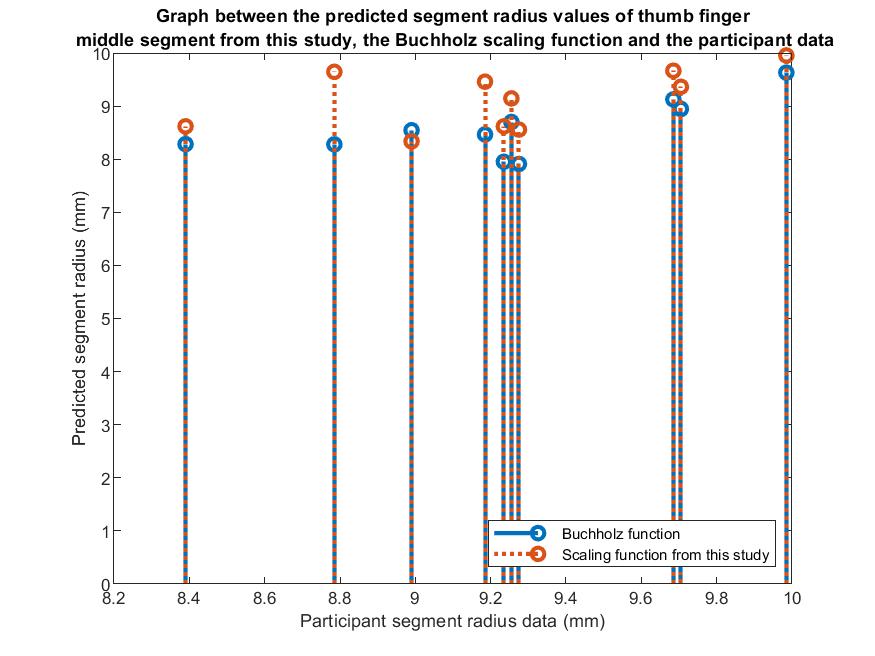 Graph between the predicted segment radius values of thumb finger
middle segment from this study, the Buchholz scaling function and the participant data
10
9
8
7
6
5
4
3
2
1
0
Predicted segment radius (mm)
Buchholz function
Scaling function from this study
8.2 8.4 8.6 8.8 9 9.2 9.4 9.6 9.8 10
Participant segment radius data (mm)